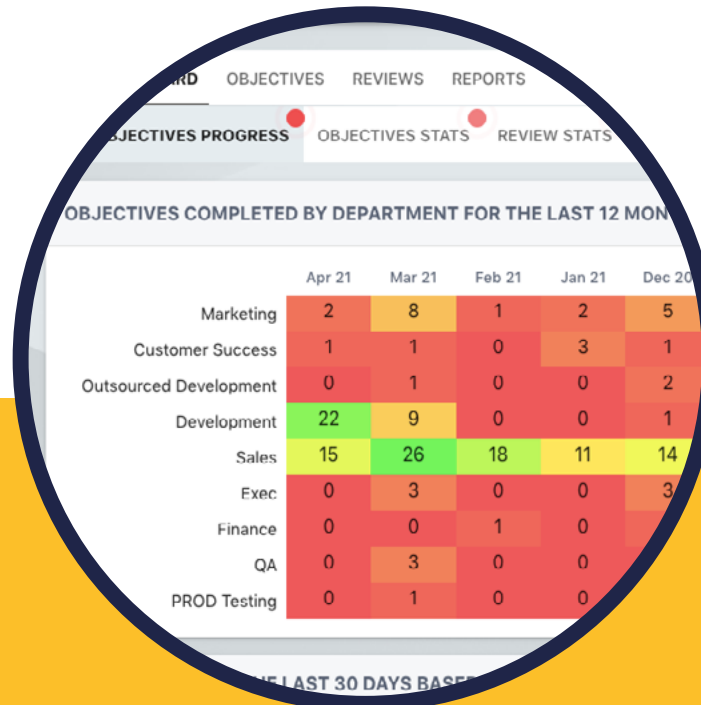 OBJECTIVES REVIEWS REPORTS
OBJECTIVES PROGRESS OBJECTIVES STATS REVIEW STATS
OBJECTIVES COMPLETED BY DEPARTMENT FOR THE LAST 12
Apr 21 Mar 21 Feb 21 Jan 21 Dec 20
Marketing 2 8 1 2 5
Customer Success 1 1 0 3 1
Outsourced Development 0 1 0 0 2
Development 22 9 0 0 1
Sales 15 26 18 11 14
Exec 0 3 0 0 3
Finance 0 0 1 0
QA 0 3 0 0
PROD Testing 0 1 0 0
LAST 30 DAYS